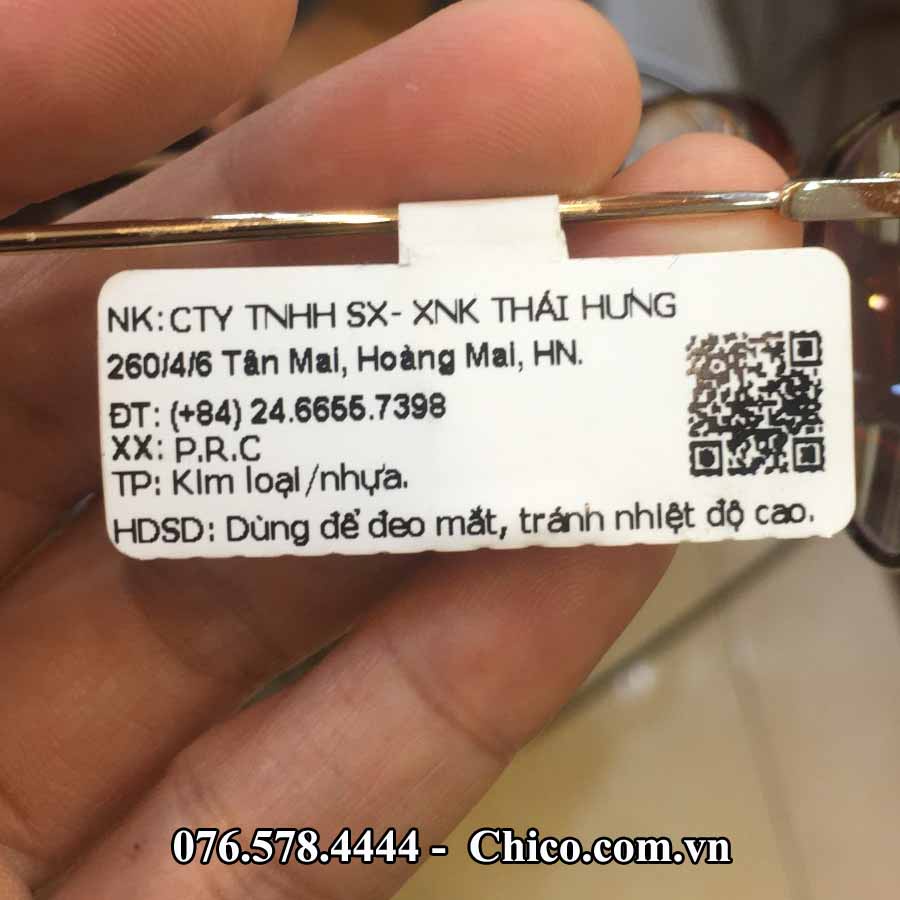 NK: CTY TNHH SX- XNK THÁI HƯNG
260/4/6 Tân Mai, Hoàng Mai, HN.
ĐT: (+84) 24.6655.7398
XX: P.R.C
TP: Kim loại /nhựa.
HDSD: Dùng để đeo mắt, tránh nhiệt độ cao.
076.578.4444 - Chico.com.vn